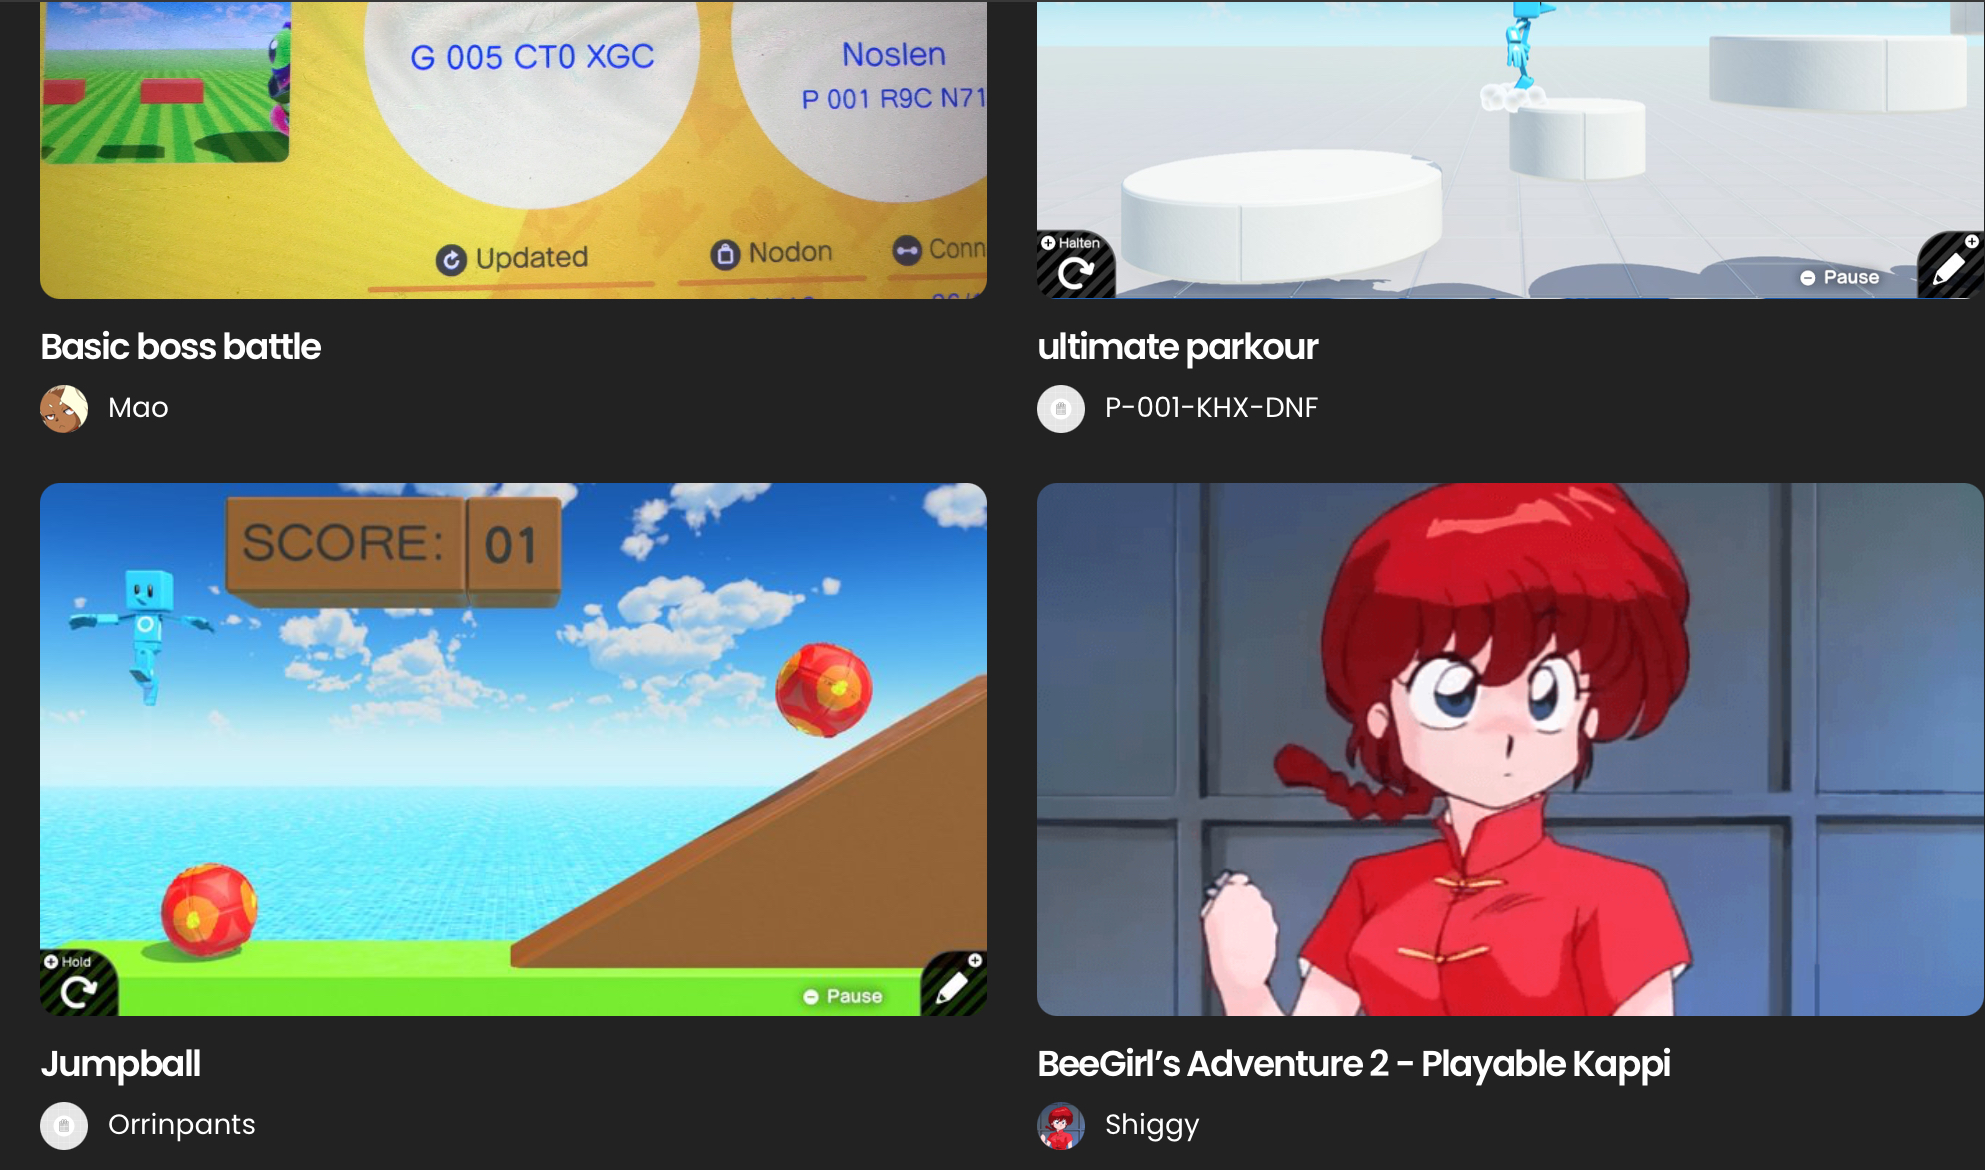 G 005 CT0 XGC
Noslen
P 001 R9C N71
Updated
Nodon
Conn
Halten
Pause
Basic boss battle
Mao
ultimate parkour
P-001-KHX-DNF
SCORE: 01
Hold
Pause
Jumpball
Orrinpants
BeeGirl’s Adventure 2 - Playable Kappi
Shiggy